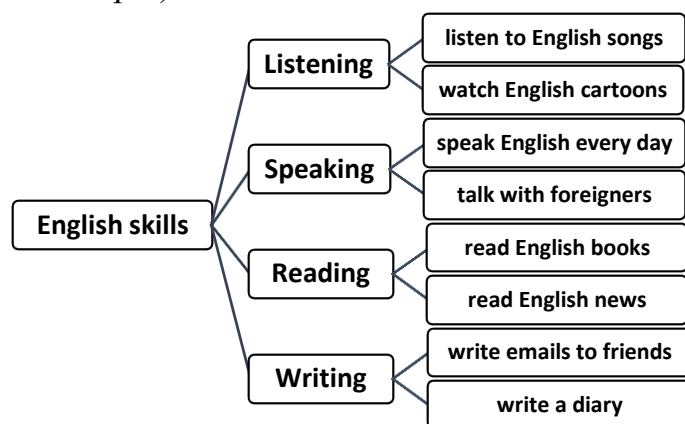 Listening
listen to English songs
watch English cartoons
Speaking
speak English every day
talk with foreigners
English skills
Reading
read English books
read English news
Writing
write emails to friends
write a diary